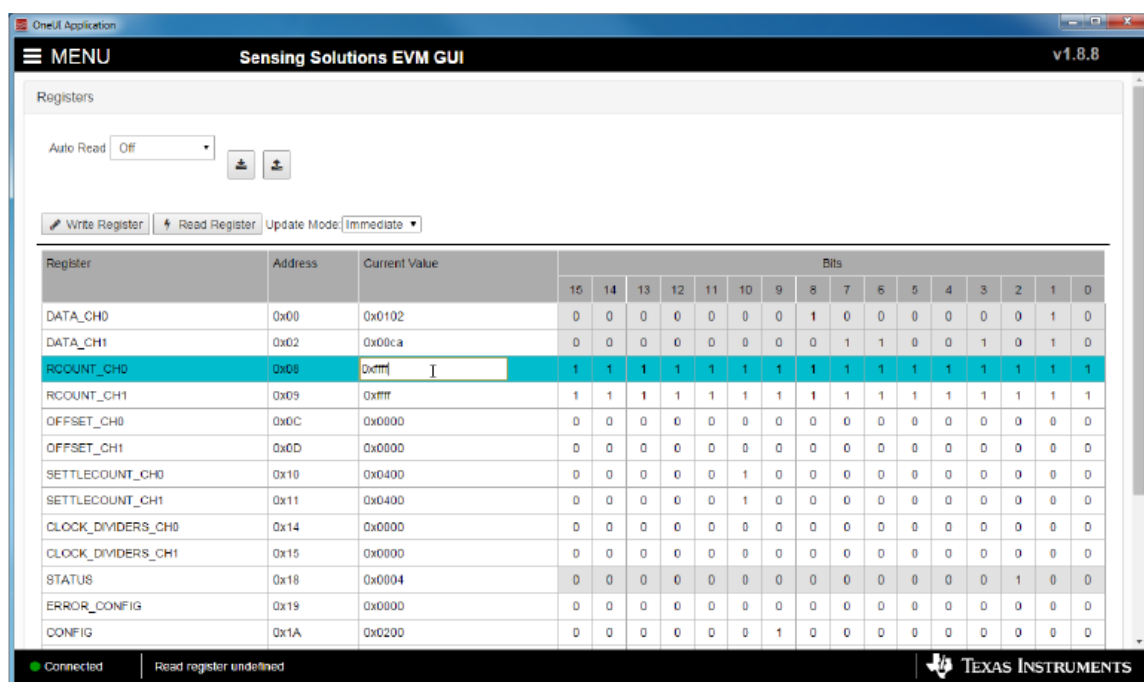 OneUI Application
MENU Sensing Solutions EVM GUI v1.8.8
Registers
Auto Read Off
Write Register Read Register Update Mode: Immediate
Register Address Current Value Bits
15 14 13 12 11 10 9 8 7 6 5 4 3 2 1 0
DATA_CH0 0x00 0x0102 0 0 0 0 0 0 0 1 0 0 0 0 0 0 1 0
DATA_CH1 0x02 0x00ca 0 0 0 0 0 0 0 0 1 1 0 0 1 0 1 0
RCOUNT_CH0 0x08 0xffff 1 1 1 1 1 1 1 1 1 1 1 1 1 1 1 1
RCOUNT_CH1 0x09 0xffff 1 1 1 1 1 1 1 1 1 1 1 1 1 1 1 1
OFFSET_CH0 0x0C 0x0000 0 0 0 0 0 0 0 0 0 0 0 0 0 0 0 0
OFFSET_CH1 0x0D 0x0000 0 0 0 0 0 0 0 0 0 0 0 0 0 0 0 0
SETTLECOUNT_CH0 0x10 0x0400 0 0 0 0 0 1 0 0 0 0 0 0 0 0 0 0
SETTLECOUNT_CH1 0x11 0x0400 0 0 0 0 0 1 0 0 0 0 0 0 0 0 0 0
CLOCK_DIVIDERS_CH0 0x14 0x0000 0 0 0 0 0 0 0 0 0 0 0 0 0 0 0 0
CLOCK_DIVIDERS_CH1 0x15 0x0000 0 0 0 0 0 0 0 0 0 0 0 0 0 0 0 0
STATUS 0x18 0x0004 0 0 0 0 0 0 0 0 0 0 0 0 0 1 0 0
ERROR_CONFIG 0x19 0x0000 0 0 0 0 0 0 0 0 0 0 0 0 0 0 0 0
CONFIG 0x1A 0x0200 0 0 0 0 0 0 1 0 0 0 0 0 0 0 0 0
Connected Read register undefined TEXAS INSTRUMENTS